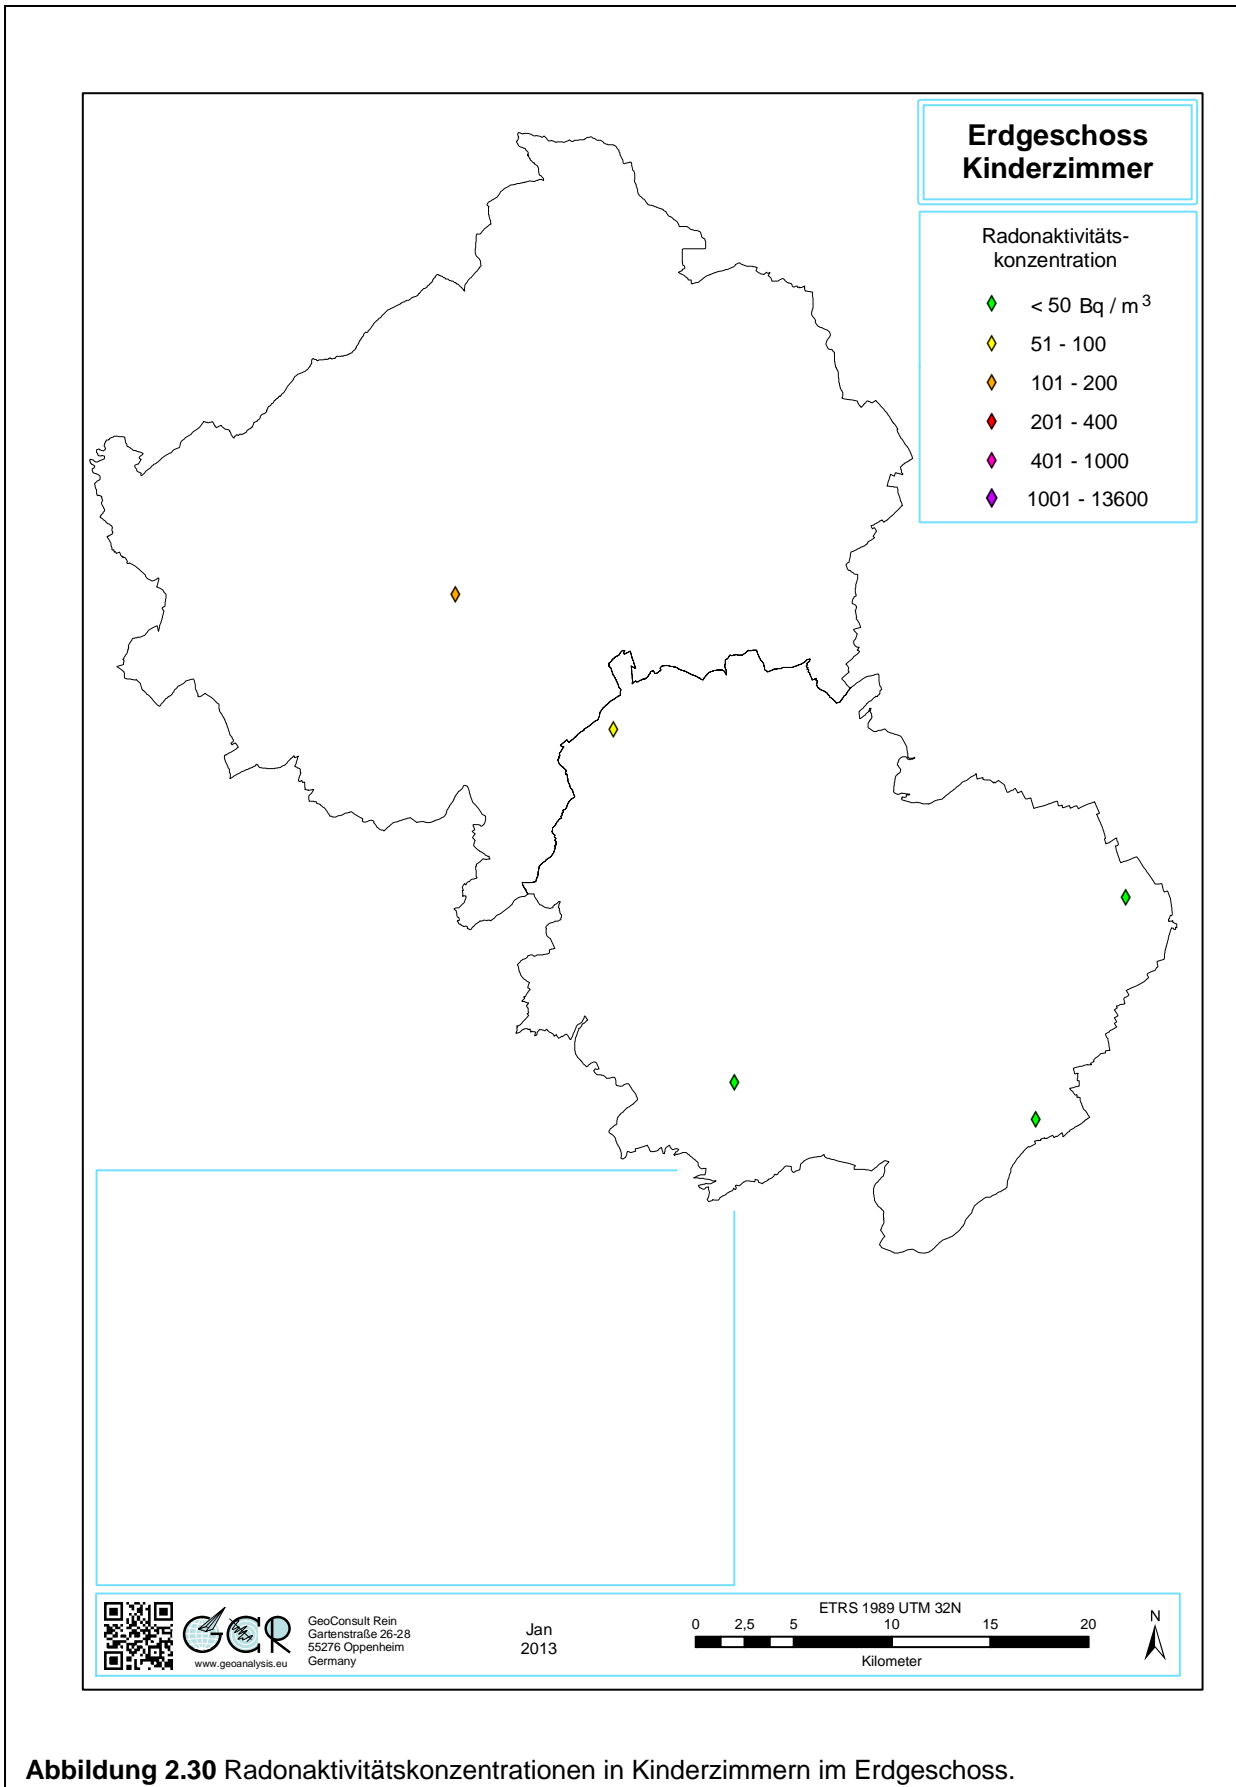 Erdgeschoss
Kinderzimmer
Radonaktivitäts-
konzentration
< 50 Bq / m³
51 - 100
101 - 200
201 - 400
401 - 1000
1001 - 13600
GCR
www.geoanalysis.eu
GeoConsult Rein
Gartenstraße 26-28
55276 Oppenheim
Germany
Jan
2013
ETRS 1989 UTM 32N
0 2,5 5 10 15 20
Kilometer
N
Abbildung 2.30 Radonaktivitätskonzentrationen in Kinderzimmern im Erdgeschoss.